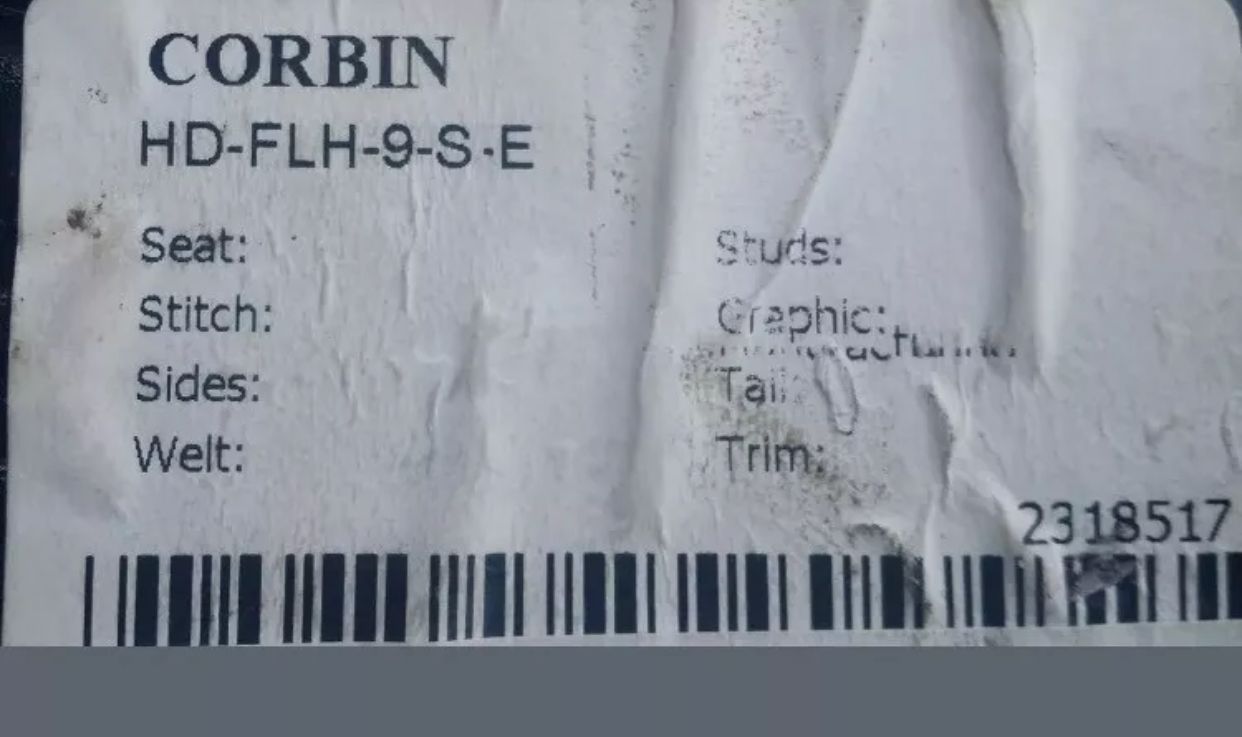 CORBIN
HD-FLH-9-S-E
Seat:
Studs:
Stitch:
Graphic:
Sides:
Tail:
Welt:
Trim:
2318517